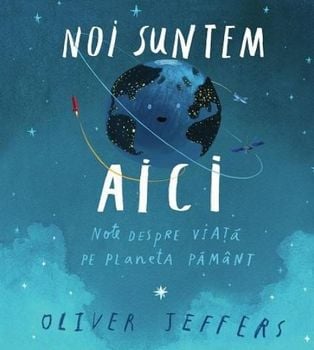 NOI SUNTEM
AICI
Note DESPRE VIAȚĂ
PE PLANETA PĂMÂNT
OLIVER JEFFERS